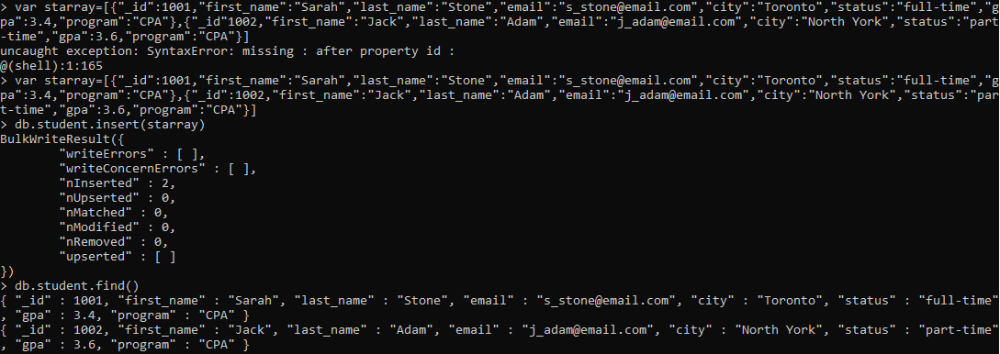 > var starray=[{"_id":1001,"first_name":"Sarah","last_name":"Stone","email":"s_stone@email.com","city":"Toronto","status":"full-time","g
pa":3.4,"program":"CPA"},{"_id"1002,"first_name":"Jack","last_name":"Adam","email":"j_adam@email.com","city":"North York","status":"part
-time","gpa":3.6,"program":"CPA"}]
uncaught exception: SyntaxError: missing : after property id :
@(shell):1:165
> var starray=[{"_id":1001,"first_name":"Sarah","last_name":"Stone","email":"s_stone@email.com","city":"Toronto","status":"full-time","g
pa":3.4,"program":"CPA"},{"_id":1002,"first_name":"Jack","last_name":"Adam","email":"j_adam@email.com","city":"North York","status":"par
t-time","gpa":3.6,"program":"CPA"}]
> db.student.insert(starray)
BulkWriteResult({
        "writeErrors" : [ ],
        "writeConcernErrors" : [ ],
        "nInserted" : 2,
        "nUpserted" : 0,
        "nMatched" : 0,
        "nModified" : 0,
        "nRemoved" : 0,
        "upserted" : [ ]
})
> db.student.find()
{ "_id" : 1001, "first_name" : "Sarah", "last_name" : "Stone", "email" : "s_stone@email.com", "city" : "Toronto", "status" : "full-time"
, "gpa" : 3.4, "program" : "CPA" }
{ "_id" : 1002, "first_name" : "Jack", "last_name" : "Adam", "email" : "j_adam@email.com", "city" : "North York", "status" : "part-time"
, "gpa" : 3.6, "program" : "CPA" }